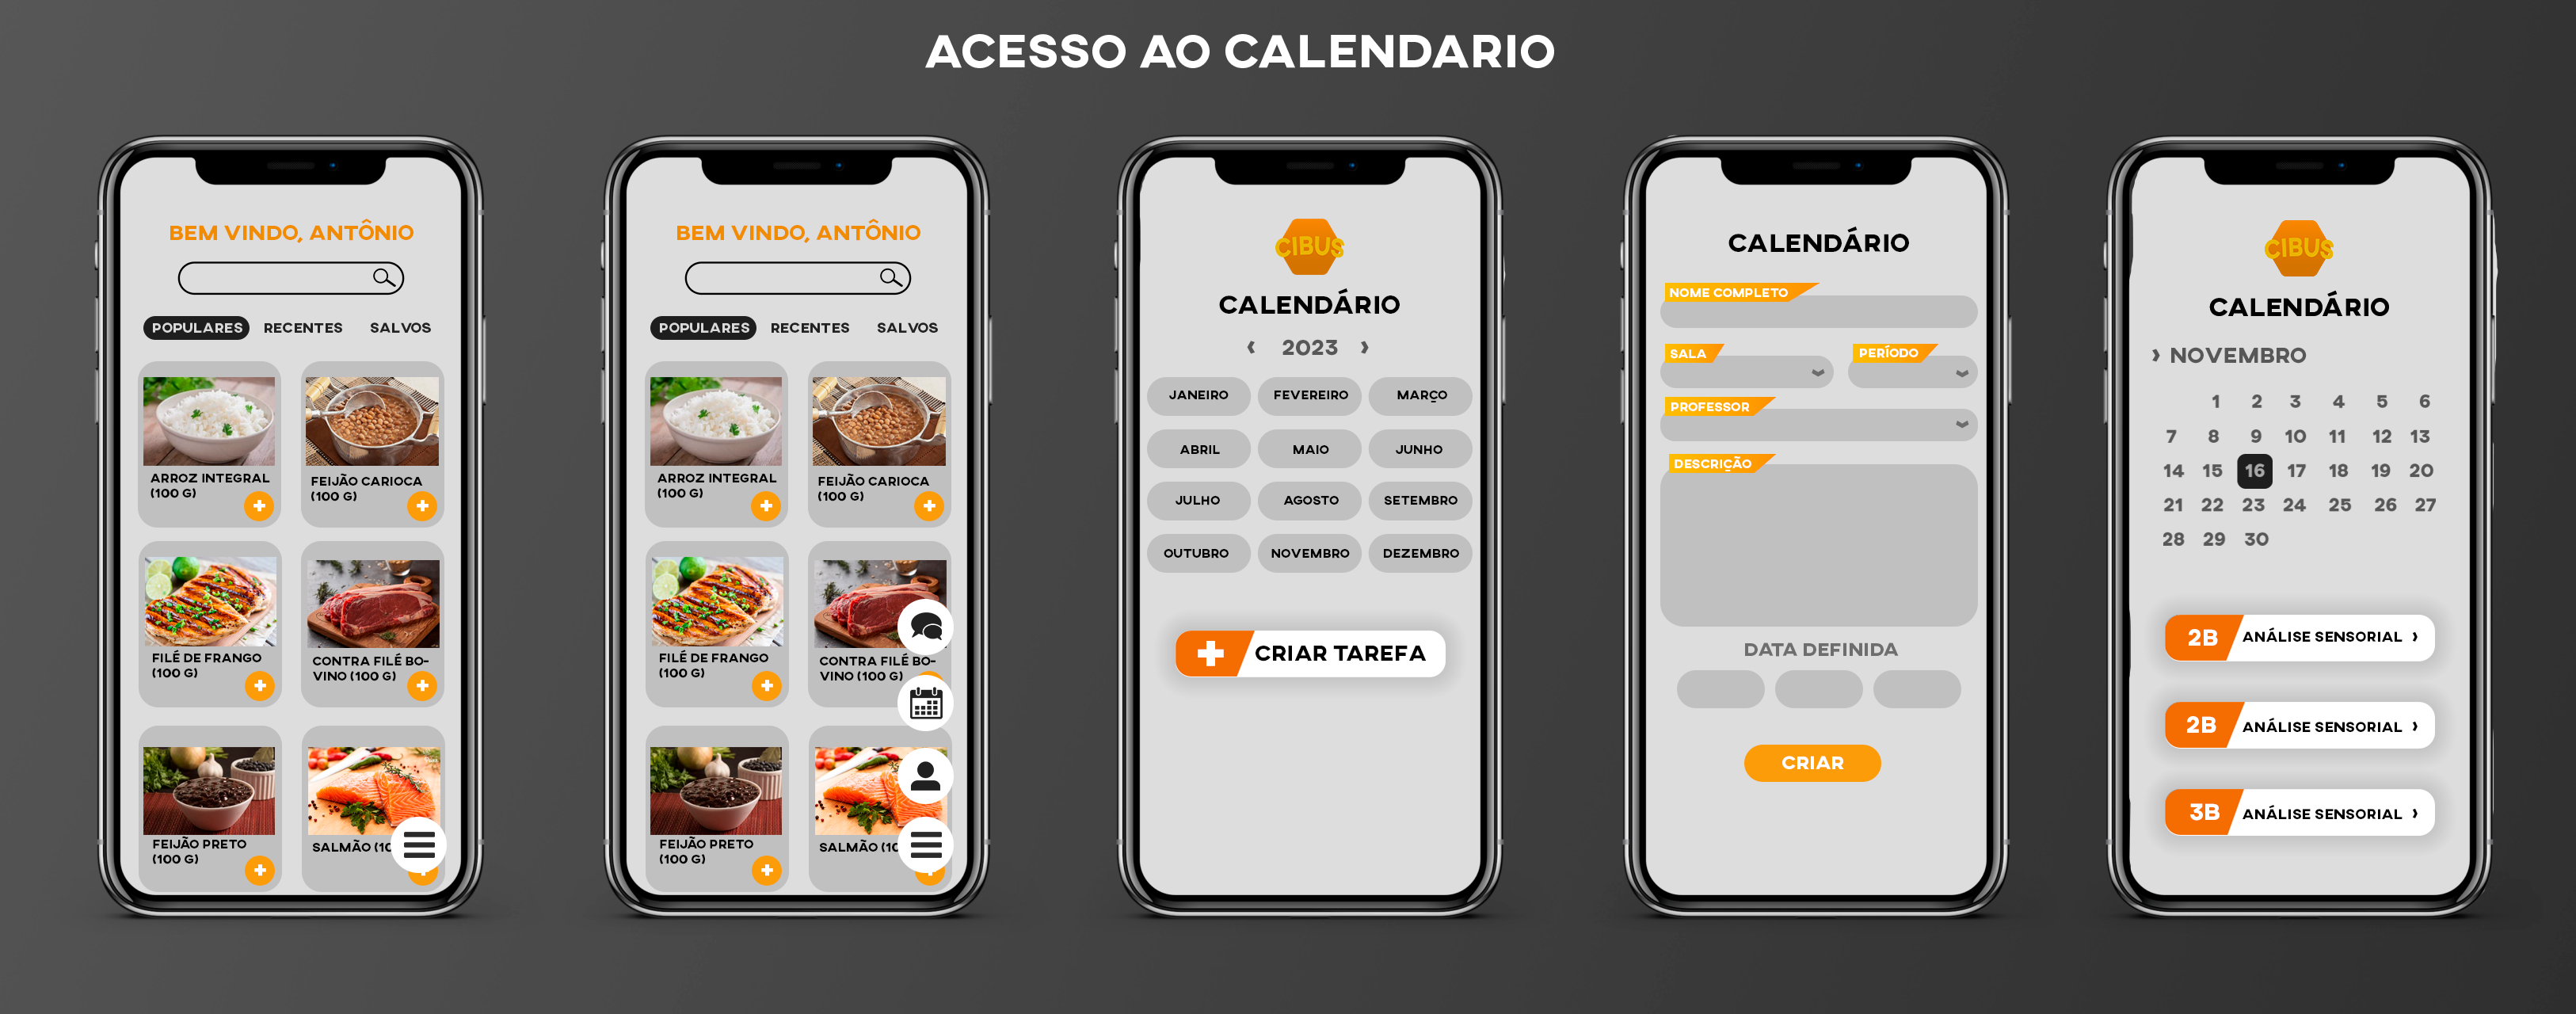 ACESSO AO CALENDARIO
BEM VINDO, ANTÔNIO
POPULARES RECENTES SALVOS
ARROZ INTEGRAL
(100 G)
FEIJÃO CARIOCA
(100 G)
FILÉ DE FRANGO
(100 G)
CONTRA FILÉ BO-
VINO (100 G)
FEIJÃO PRETO
(100 G)
SALMÃO (10
BEM VINDO, ANTÔNIO
POPULARES RECENTES SALVOS
ARROZ INTEGRAL
(100 G)
FEIJÃO CARIOCA
(100 G)
FILÉ DE FRANGO
(100 G)
CONTRA FILÉ BO-
VINO (100 G)
FEIJÃO PRETO
(100 G)
SALMÃO (10
CIBUS
CALENDÁRIO
‹ 2023 ›
JANEIRO FEVEREIRO MARÇO
ABRIL MAIO JUNHO
JULHO AGOSTO SETEMBRO
OUTUBRO NOVEMBRO DEZEMBRO
+ CRIAR TAREFA
CALENDÁRIO
NOME COMPLETO
SALA PERÍODO
PROFESSOR
DESCRIÇÃO
DATA DEFINIDA
CRIAR
CIBUS
CALENDÁRIO
› NOVEMBRO
1 2 3 4 5 6
7 8 9 10 11 12 13
14 15 16 17 18 19 20
21 22 23 24 25 26 27
28 29 30
2B ANÁLISE SENSORIAL ›
2B ANÁLISE SENSORIAL ›
3B ANÁLISE SENSORIAL ›